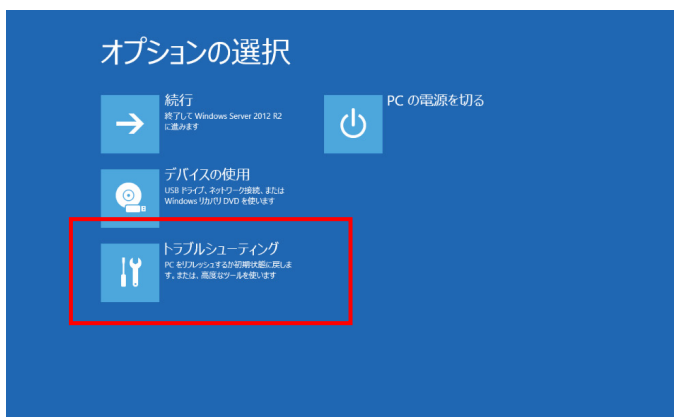 オプションの選択
続行
終了して Windows Server 2012 R2
に進みます
PC の電源を切る
デバイスの使用
USB ドライブ、ネットワーク接続、または
Windows リカバリ DVD を使います
トラブルシューティング
PC をリフレッシュするか初期状態に戻しま
す。または、高度なツールを使います